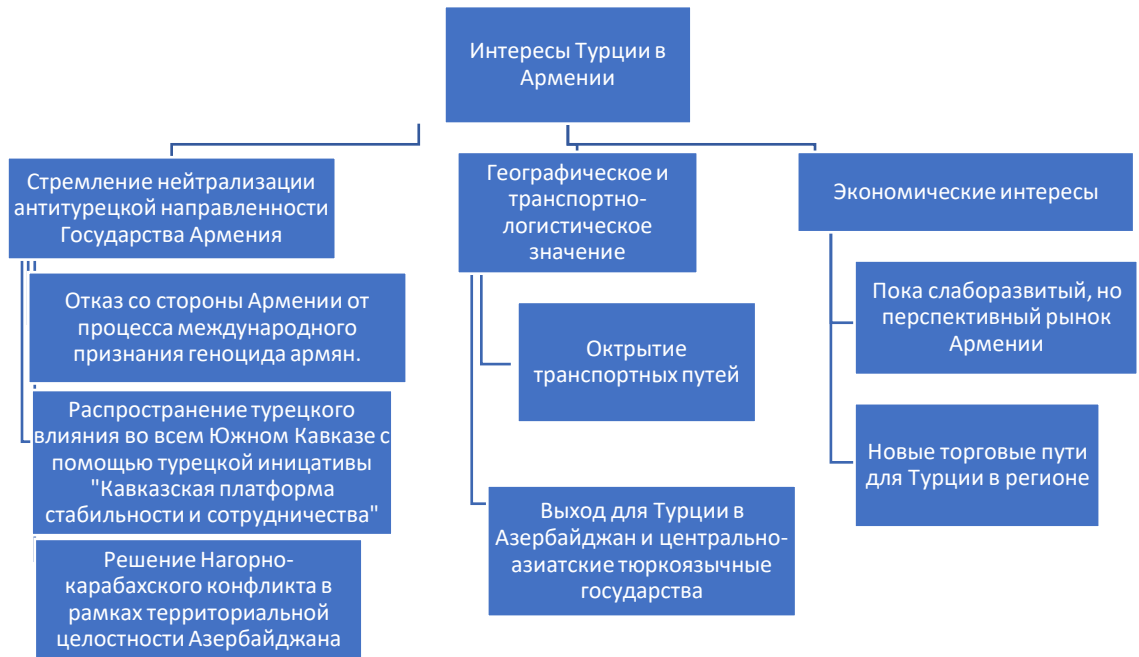 Интересы Турции в
Армении
Стремление нейтрализации
антитурецкой направленности
Государства Армения
Отказ со стороны Армении от
процесса международного
признания геноцида армян.
Распространение турецкого
влияния во всем Южном Кавказе с
помощью турецкой иницативы
"Кавказская платформа
стабильности и сотрудничества"
Решение Нагорно-
карабахского конфликта в
рамках территориальной
целостности Азербайджана
Географическое и
транспортно-
логистическое
значение
Октрытие
транспортных путей
Выход для Турции в
Азербайджан и центрально-
азиатские тюркоязычные
государства
Экономические интересы
Пока слаборазвитый, но
перспективный рынок
Армении
Новые торговые пути
для Турции в регионе